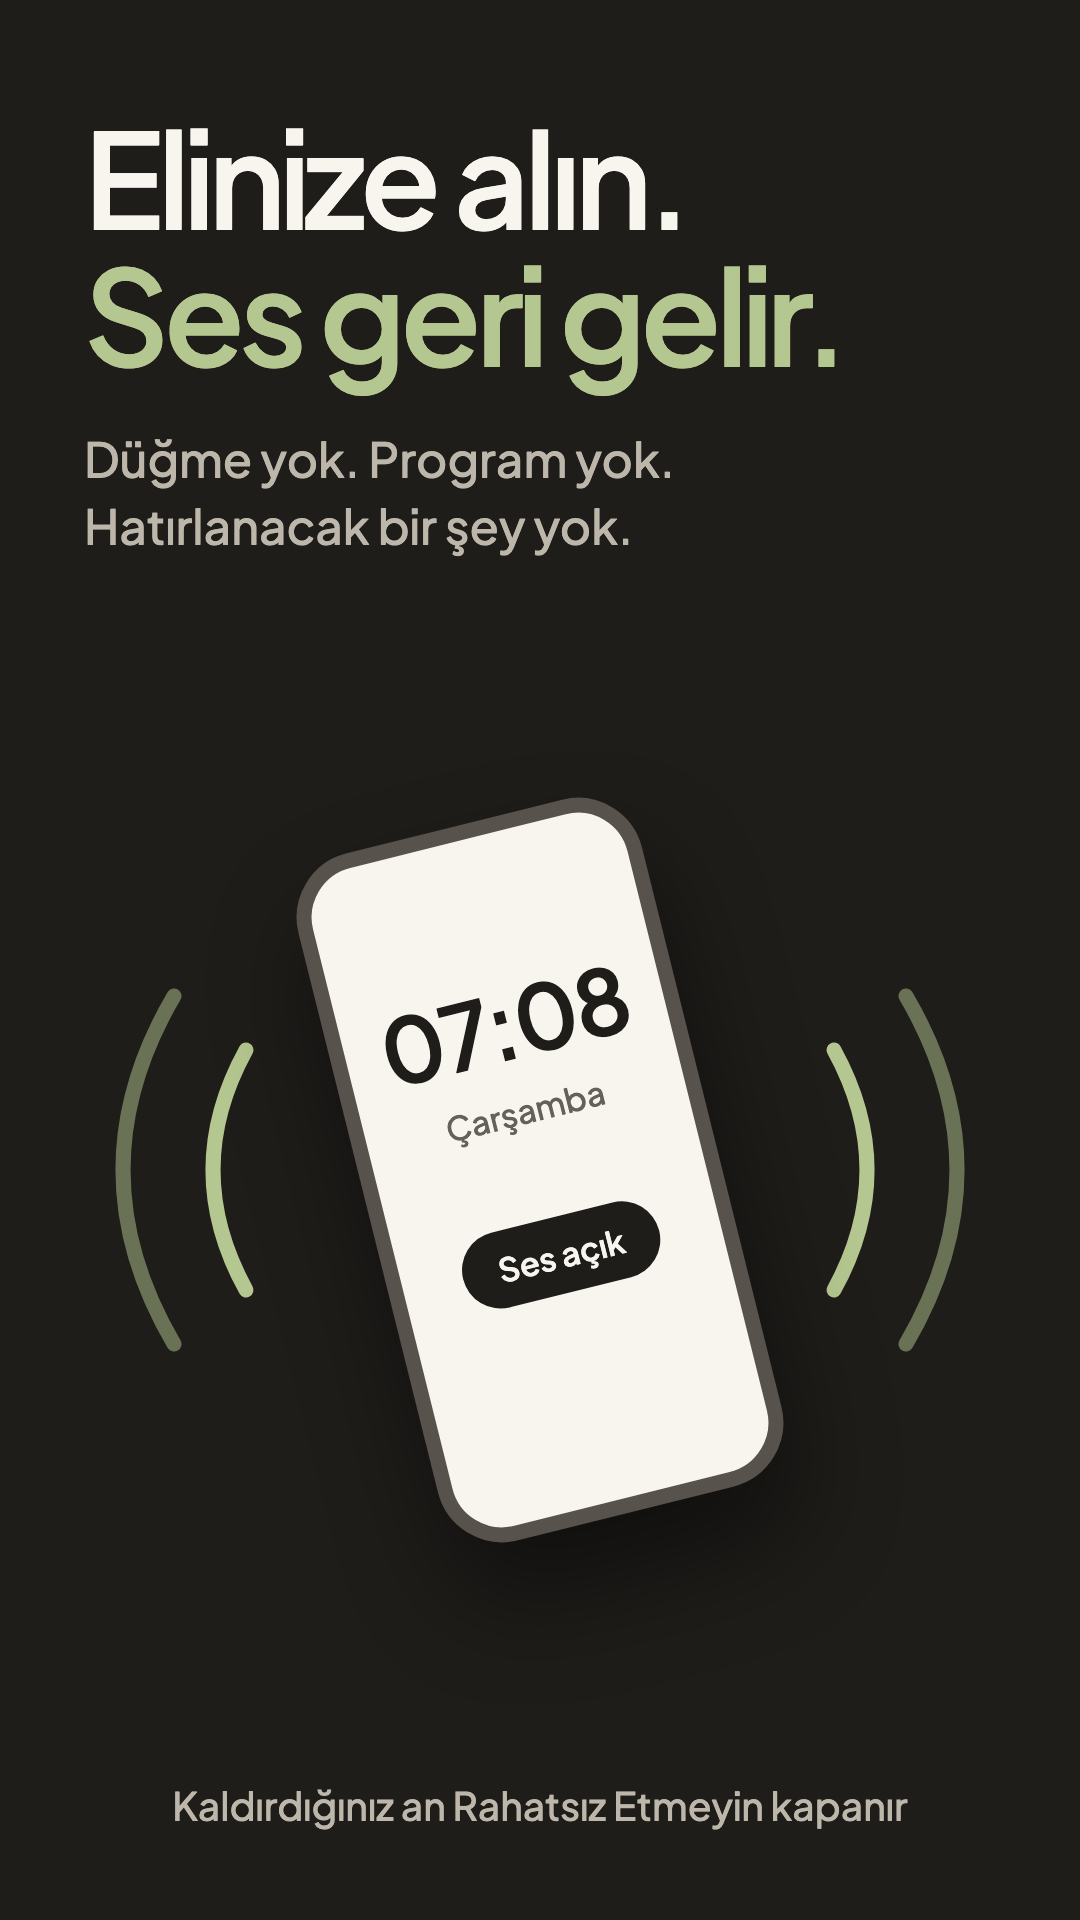 Elinize alın.
Ses geri gelir.
Düğme yok. Program yok.
Hatırlanacak bir şey yok.
07:08
Çarşamba
Ses açık
Kaldırdığınız an Rahatsız Etmeyin kapanır